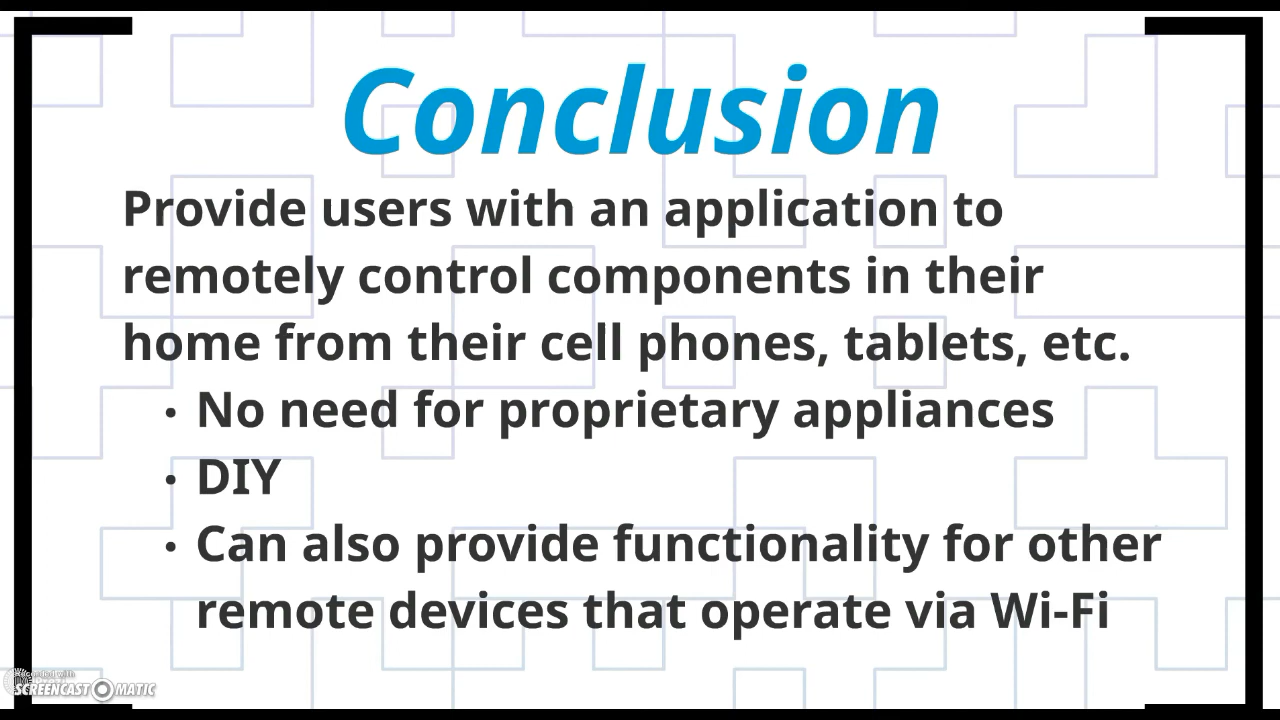 Conclusion
Provide users with an application to
remotely control components in their
home from their cell phones, tablets, etc.
• No need for proprietary appliances
• DIY
• Can also provide functionality for other
remote devices that operate via Wi-Fi
Recorded with
SCREENCAST-O-MATIC